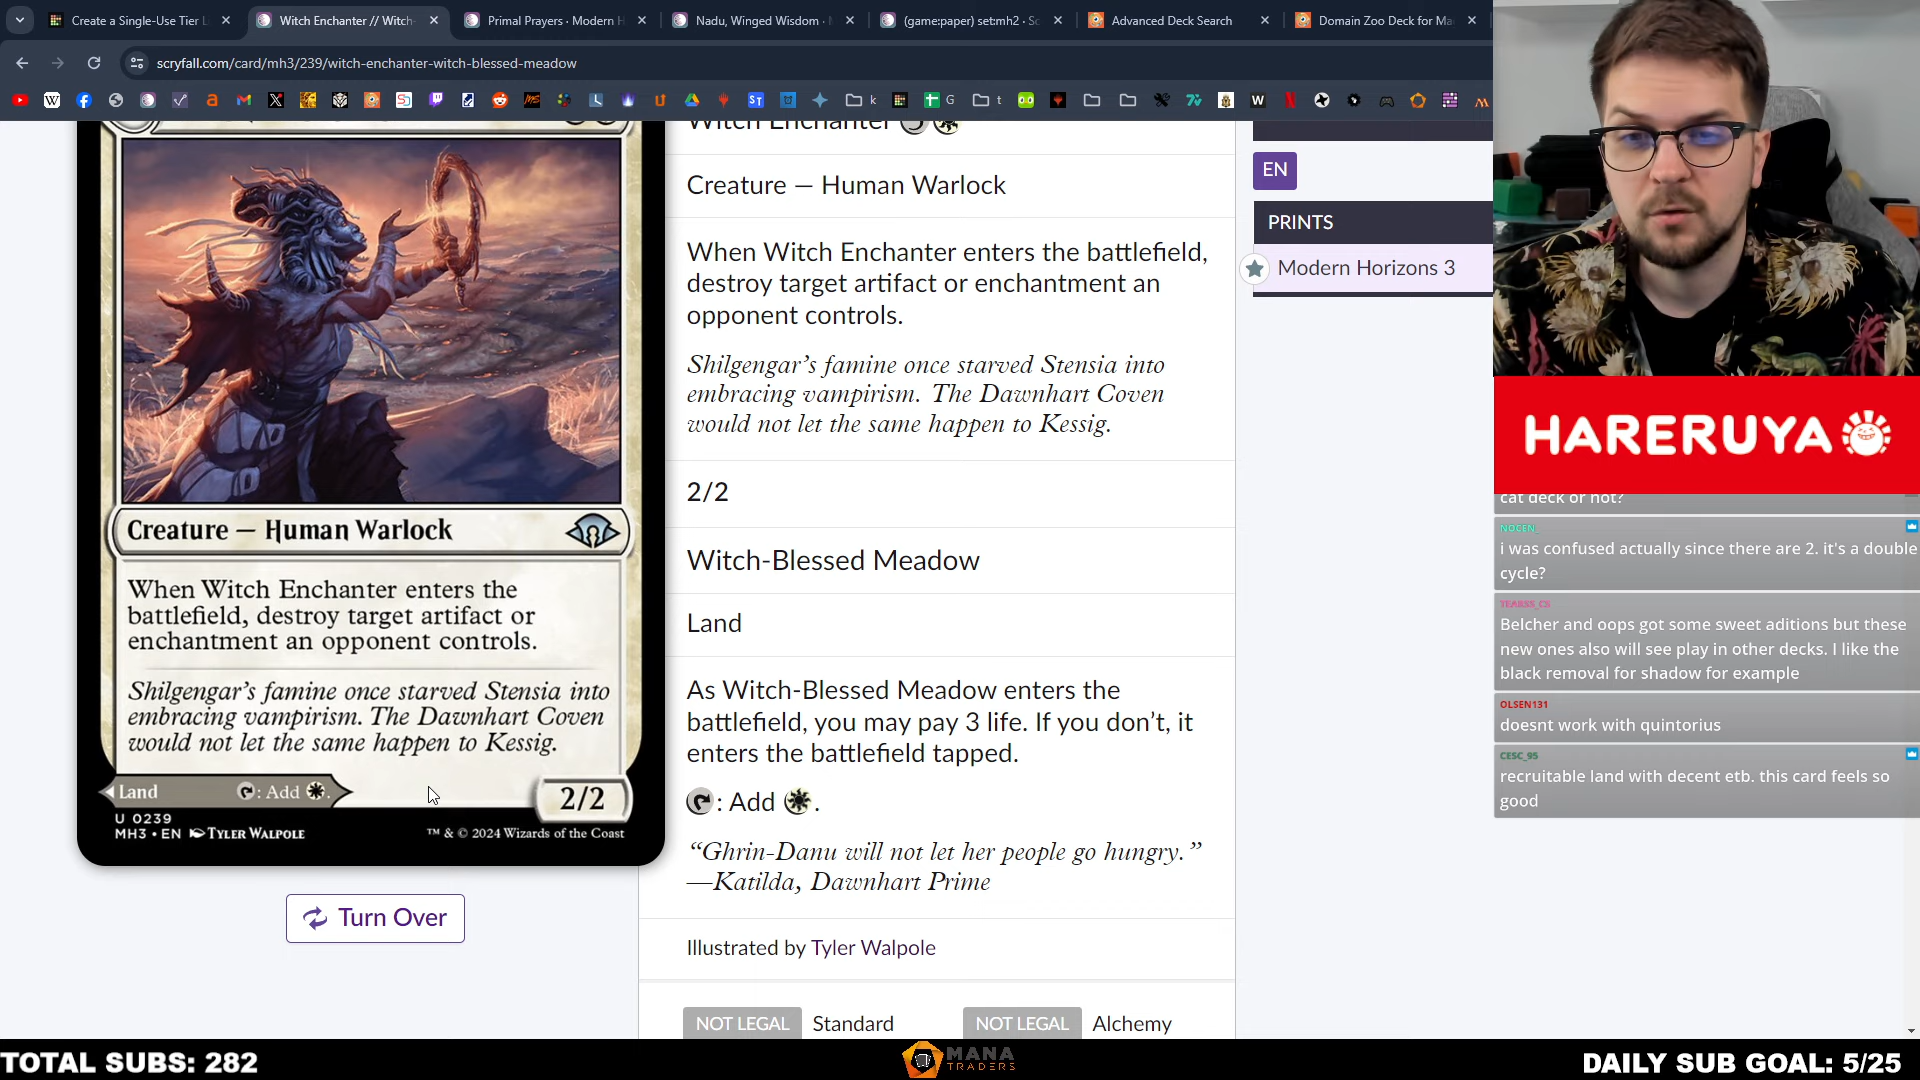 Create a Single-Use Tier L
Witch Enchanter // Witch-
Primal Prayers · Modern H
Nadu, Winged Wisdom ·
(game:paper) set:mh2 · Sc
Advanced Deck Search
Domain Zoo Deck for Ma
scryfall.com/card/mh3/239/witch-enchanter-witch-blessed-meadow
k
G
t
Witch Enchanter
Creature — Human Warlock
When Witch Enchanter enters the battlefield,
destroy target artifact or enchantment an
opponent controls.
Shilgengar’s famine once starved Stensia into
embracing vampirism. The Dawnhart Coven
would not let the same happen to Kessig.
2/2
Witch-Blessed Meadow
Land
As Witch-Blessed Meadow enters the
battlefield, you may pay 3 life. If you don’t, it
enters the battlefield tapped.
: Add .
“Ghrin-Danu will not let her people go hungry.”
—Katilda, Dawnhart Prime
Illustrated by Tyler Walpole
NOT LEGAL Standard
NOT LEGAL Alchemy
Creature — Human Warlock
When Witch Enchanter enters the
battlefield, destroy target artifact or
enchantment an opponent controls.
Shilgengar’s famine once starved Stensia into
embracing vampirism. The Dawnhart Coven
would not let the same happen to Kessig.
Land : Add .
2/2
U 0239
MH3 • EN TYLER WALPOLE
™ & © 2024 Wizards of the Coast
Turn Over
EN
PRINTS
Modern Horizons 3
HARERUYA
cat deck or not?
NOCEN_
i was confused actually since there are 2. it's a double
cycle?
TEARSS_CS
Belcher and oops got some sweet aditions but these
new ones also will see play in other decks. I like the
black removal for shadow for example
OLSEN131
doesnt work with quintorius
CESC_95
recruitable land with decent etb. this card feels so
good
TOTAL SUBS: 282
MANA
TRADERS
DAILY SUB GOAL: 5/25